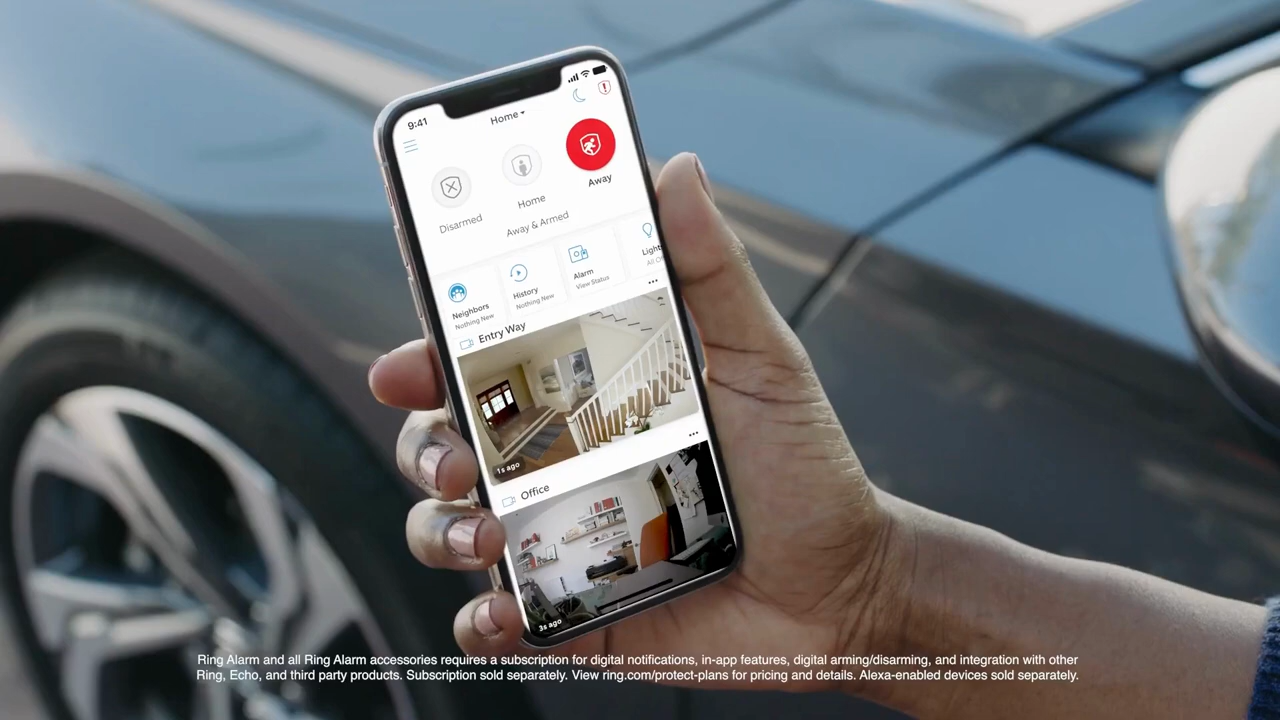 9:41
Home
Disarmed
Home
Away
Away & Armed
Neighbors
Nothing New
History
Nothing New
Alarm
View Status
Light
All O
Entry Way
1s ago
Office
3s ago
Ring Alarm and all Ring Alarm accessories requires a subscription for digital notifications, in-app features, digital arming/disarming, and integration with other
Ring, Echo, and third party products. Subscription sold separately. View ring.com/protect-plans for pricing and details. Alexa-enabled devices sold separately.